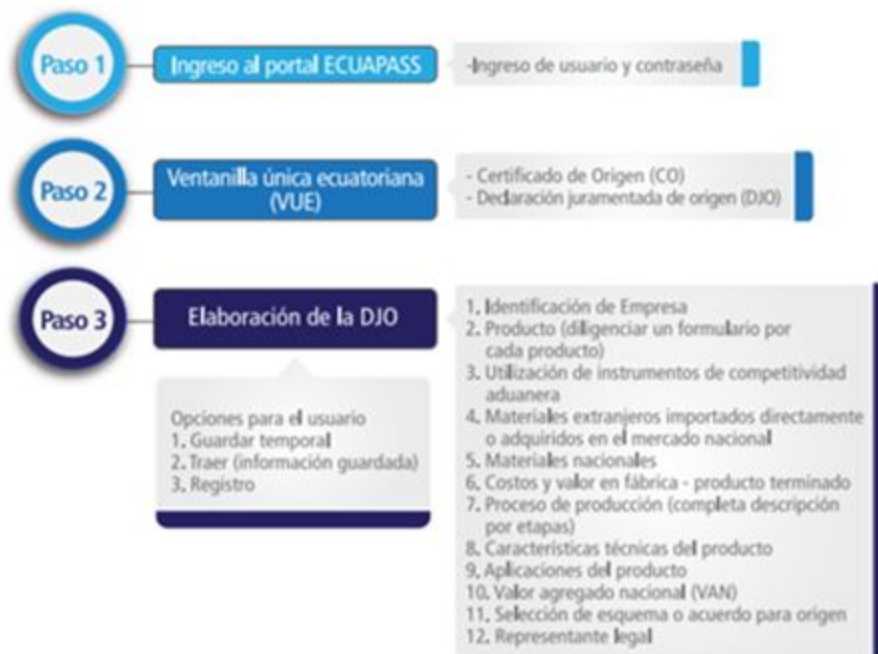 Paso 1
Ingreso al portal ECUAPASS
-Ingreso de usuario y contraseña
Paso 2
Ventanilla única ecuatoriana
(VUE)
- Certificado de Origen (CO)
- Declaración juramentada de origen (DJO)
Paso 3
Elaboración de la DJO
Opciones para el usuario
1. Guardar temporal
2. Traer (información guardada)
3. Registro
1. Identificación de Empresa
2. Producto (diligenciar un formulario por
cada producto)
3. Utilización de instrumentos de competitividad
aduanera
4. Materiales extranjeros importados directamente
o adquiridos en el mercado nacional
5. Materiales nacionales
6. Costos y valor en fábrica - producto terminado
7. Proceso de producción (completa descripción
por etapas)
8. Características técnicas del producto
9. Aplicaciones del producto
10. Valor agregado nacional (VAN)
11. Selección de esquema o acuerdo para origen
12. Representante legal